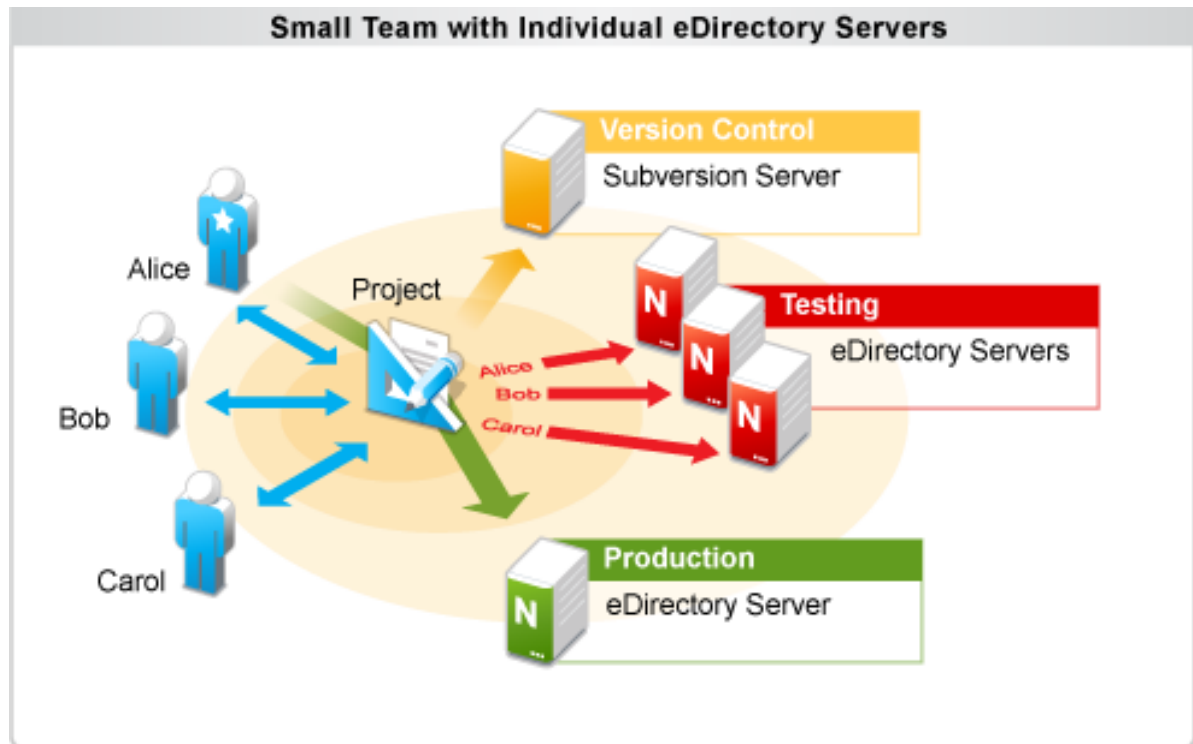 Small Team with Individual eDirectory Servers
Version Control
Subversion Server
Alice
Project
Testing
eDirectory Servers
N
N
N
Alice
Bob
Carol
Bob
Carol
Production
eDirectory Server
N